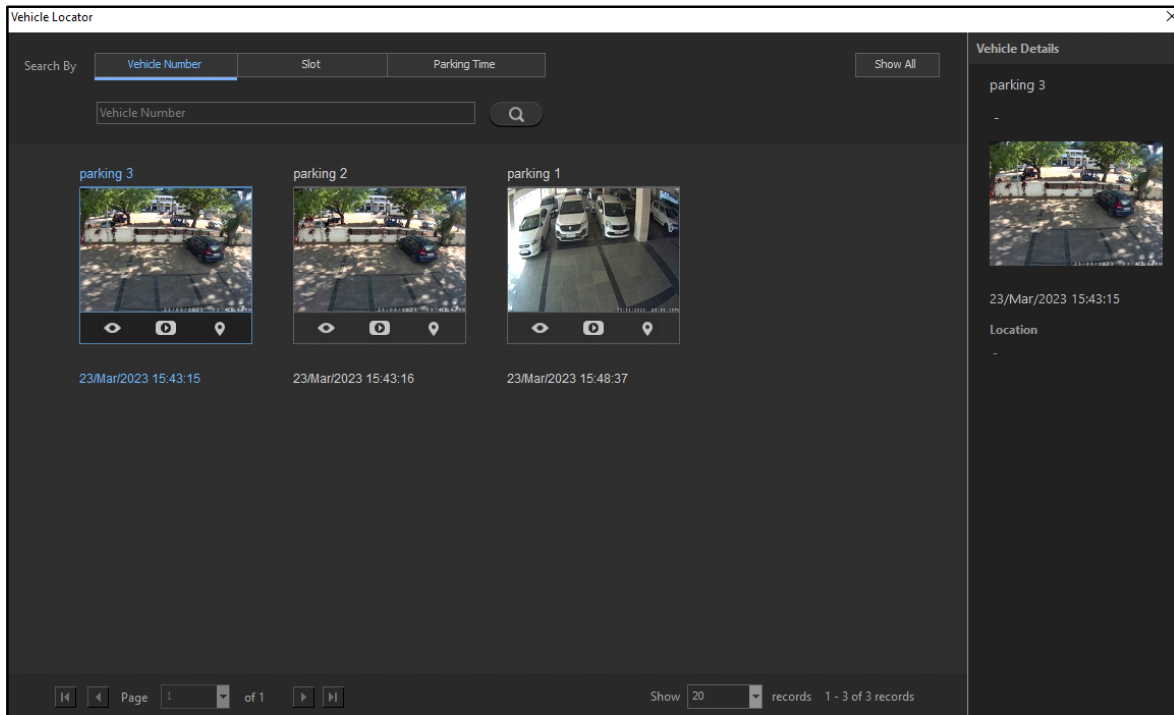 Vehicle Locator
Search By
Vehicle Number
Slot
Parking Time
Show All
Vehicle Number
parking 3
parking 2
parking 1
23/Mar/2023 15:43:15
23/Mar/2023 15:43:16
23/Mar/2023 15:48:37
Page 1 of 1
Show 20 records 1 - 3 of 3 records
Vehicle Details
parking 3
-
23/Mar/2023 15:43:15
Location
-